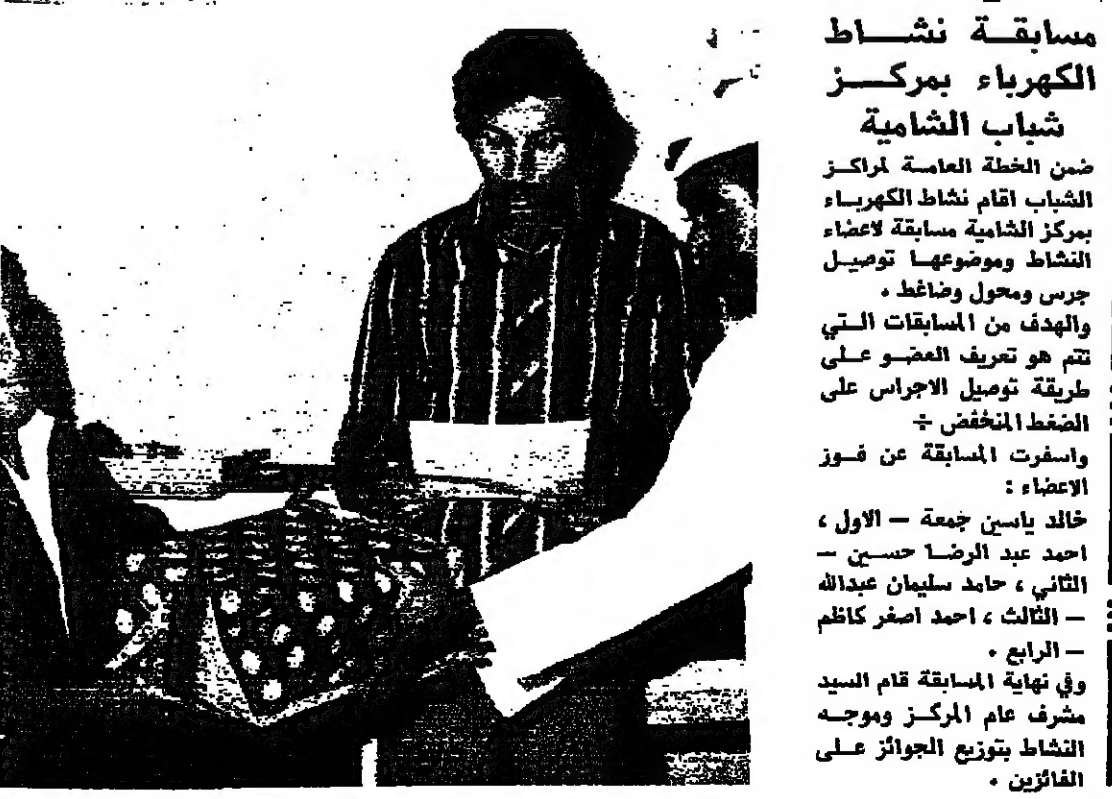 مسابقة نشاط
الكهرباء بمركز
شباب الشامية
ضمن الخطة العامة لمراكز
الشباب اقام نشاط الكهرباء
بمركز الشامية مسابقة لاعضاء
النشاط وموضوعها توصيل
جرس ومحول وضاغط .
والهدف من المسابقات التي
تتم هو تعريف العضو على
طريقة توصيل الاجراس على
الضغط المنخفض ÷
واسفرت المسابقة عن فوز
الاعضاء :
خالد ياسين جمعة — الاول ،
احمد عبد الرضا حسين —
الثاني ، حامد سليمان عبدالله
— الثالث ، احمد اصغر كاظم
— الرابع .
وفي نهاية المسابقة قام السيد
مشرف عام المركز وموجه
النشاط بتوزيع الجوائز على
الفائزين .